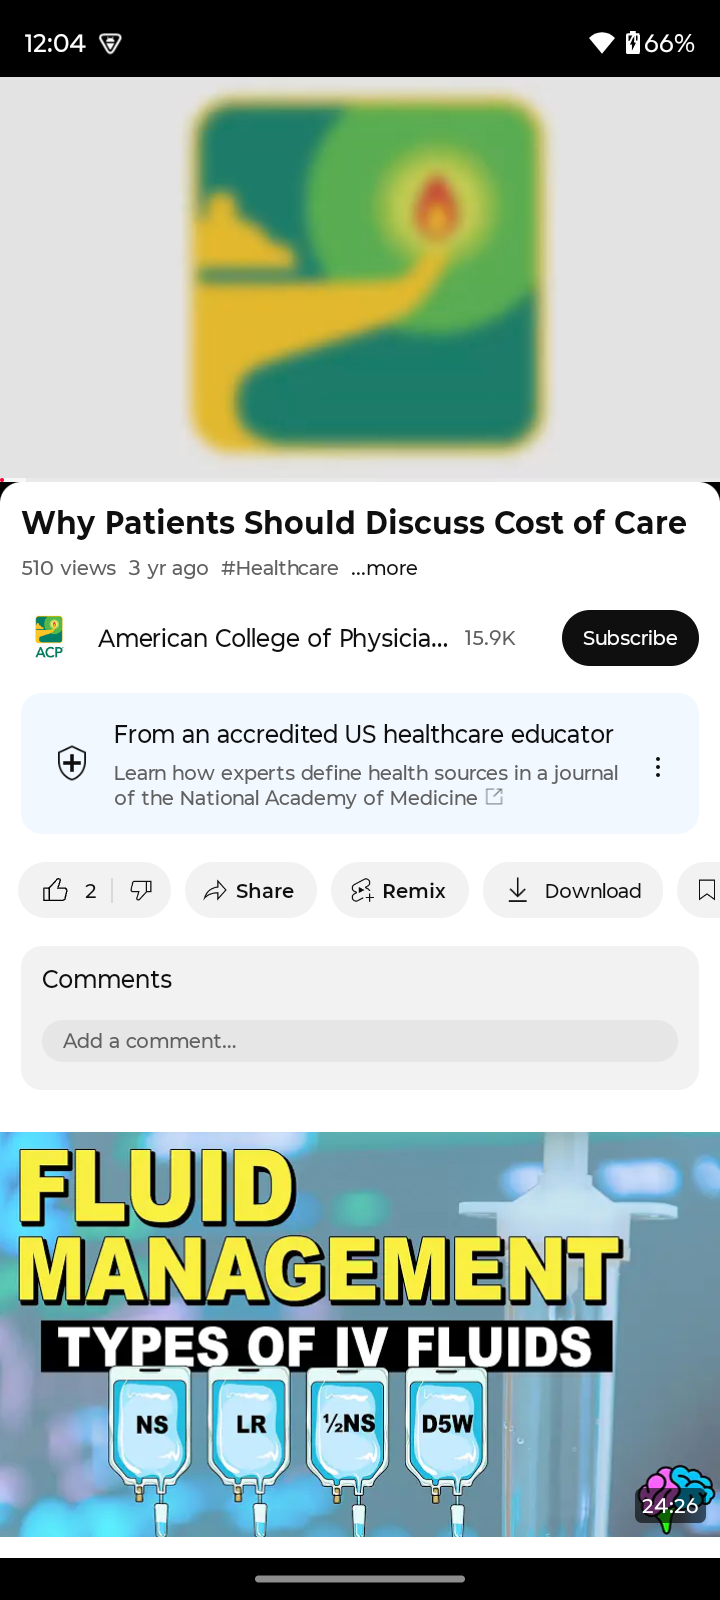 12:04
66%
Why Patients Should Discuss Cost of Care
510 views 3 yr ago #Healthcare ...more
ACP
American College of Physicia... 15.9K
Subscribe
From an accredited US healthcare educator
Learn how experts define health sources in a journal
of the National Academy of Medicine
2
Share
Remix
Download
Comments
Add a comment...
FLUID
MANAGEMENT
TYPES OF IV FLUIDS
NS LR ½NS D5W
24:26